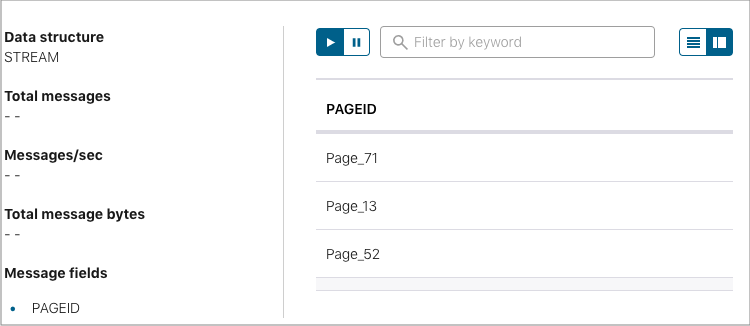 Data structure
STREAM
Total messages
- -
Messages/sec
- -
Total message bytes
- -
Message fields
• PAGEID
Filter by keyword
PAGEID
Page_71
Page_13
Page_52